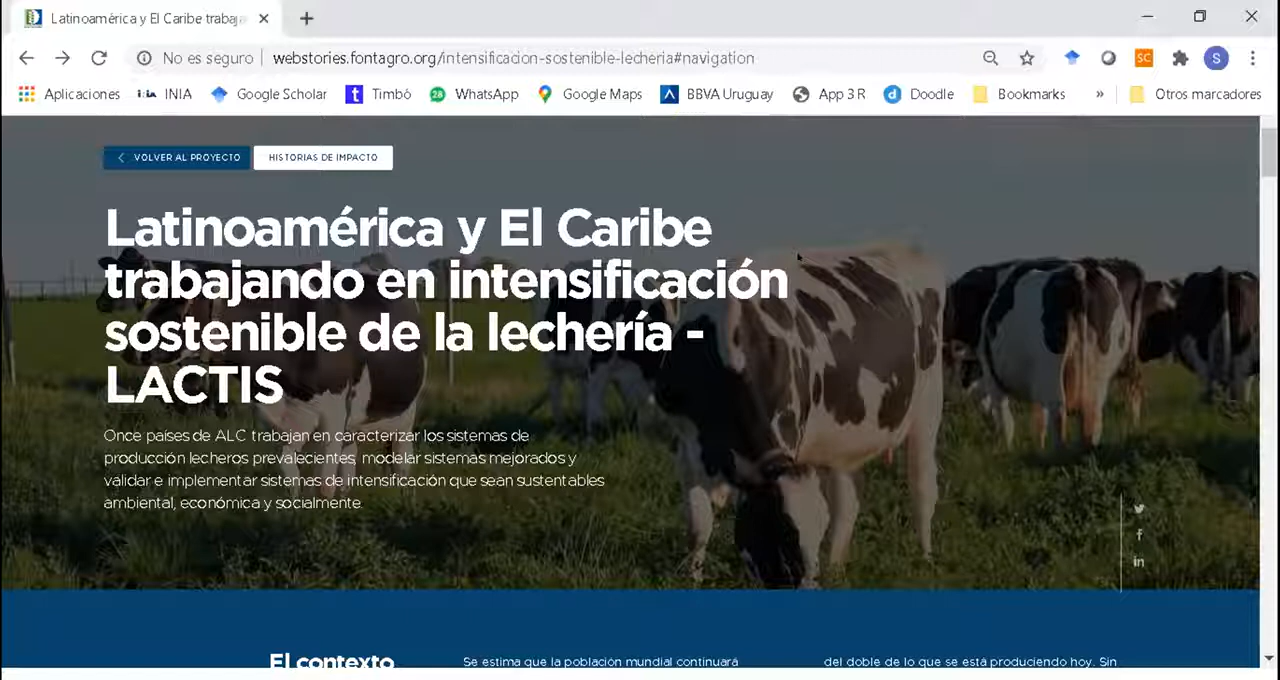 Latinoamérica y El Caribe trabaja
No es seguro
webstories.fontagro.org/intensificacion-sostenible-lecheria#navigation
SC
S
Aplicaciones
INIA
Google Scholar
t
Timbó
28
WhatsApp
Google Maps
BBVA Uruguay
App 3 R
d
Doodle
Bookmarks
»
Otros marcadores
VOLVER AL PROYECTO
HISTORIAS DE IMPACTO
Latinoamérica y El Caribe
trabajando en intensificación
sostenible de la lechería -
LACTIS
Once países de ALC trabajan en caracterizar los sistemas de
producción lecheros prevalecientes, modelar sistemas mejorados y
validar e implementar sistemas de intensificación que sean sustentables
ambiental, económica y socialmente.
f
in
El contexto
Se estima que la población mundial continuará
del doble de lo que se está produciendo hoy. Sin